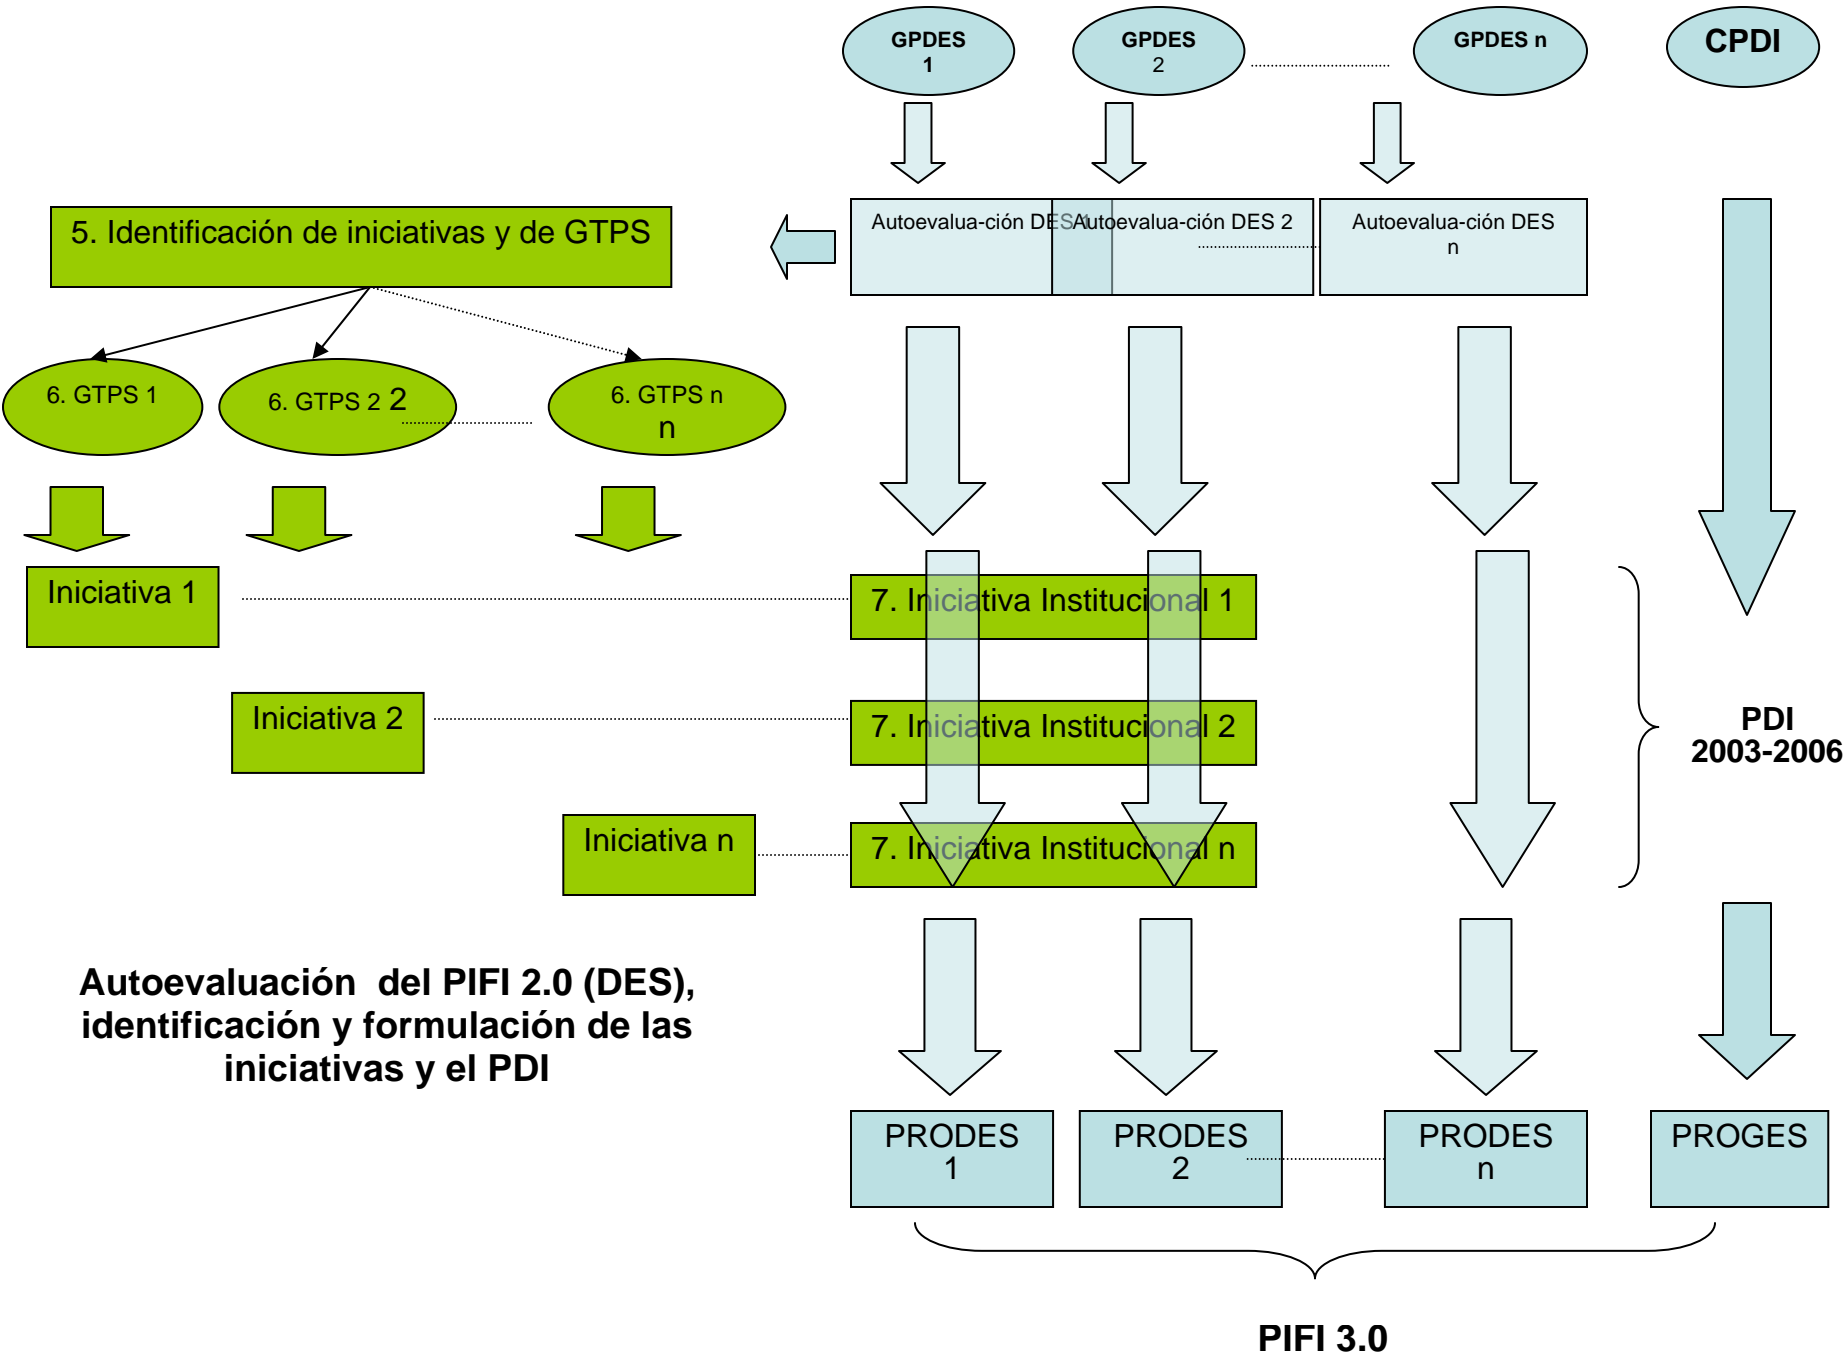 GPDES
1
GPDES
2
GPDES n
CPDI
5. Identificación de iniciativas y de GTPS
Autoevalua-ción DES 1
Autoevalua-ción DES 2
Autoevalua-ción DES
n
6. GTPS 1
6. GTPS 2 2
6. GTPS n
n
Iniciativa 1
7. Iniciativa Institucional 1
Iniciativa 2
7. Iniciativa Institucional 2
PDI
2003-2006
Iniciativa n
7. Iniciativa Institucional n
Autoevaluación del PIFI 2.0 (DES),
identificación y formulación de las
iniciativas y el PDI
PRODES
1
PRODES
2
PRODES
n
PROGES
PIFI 3.0